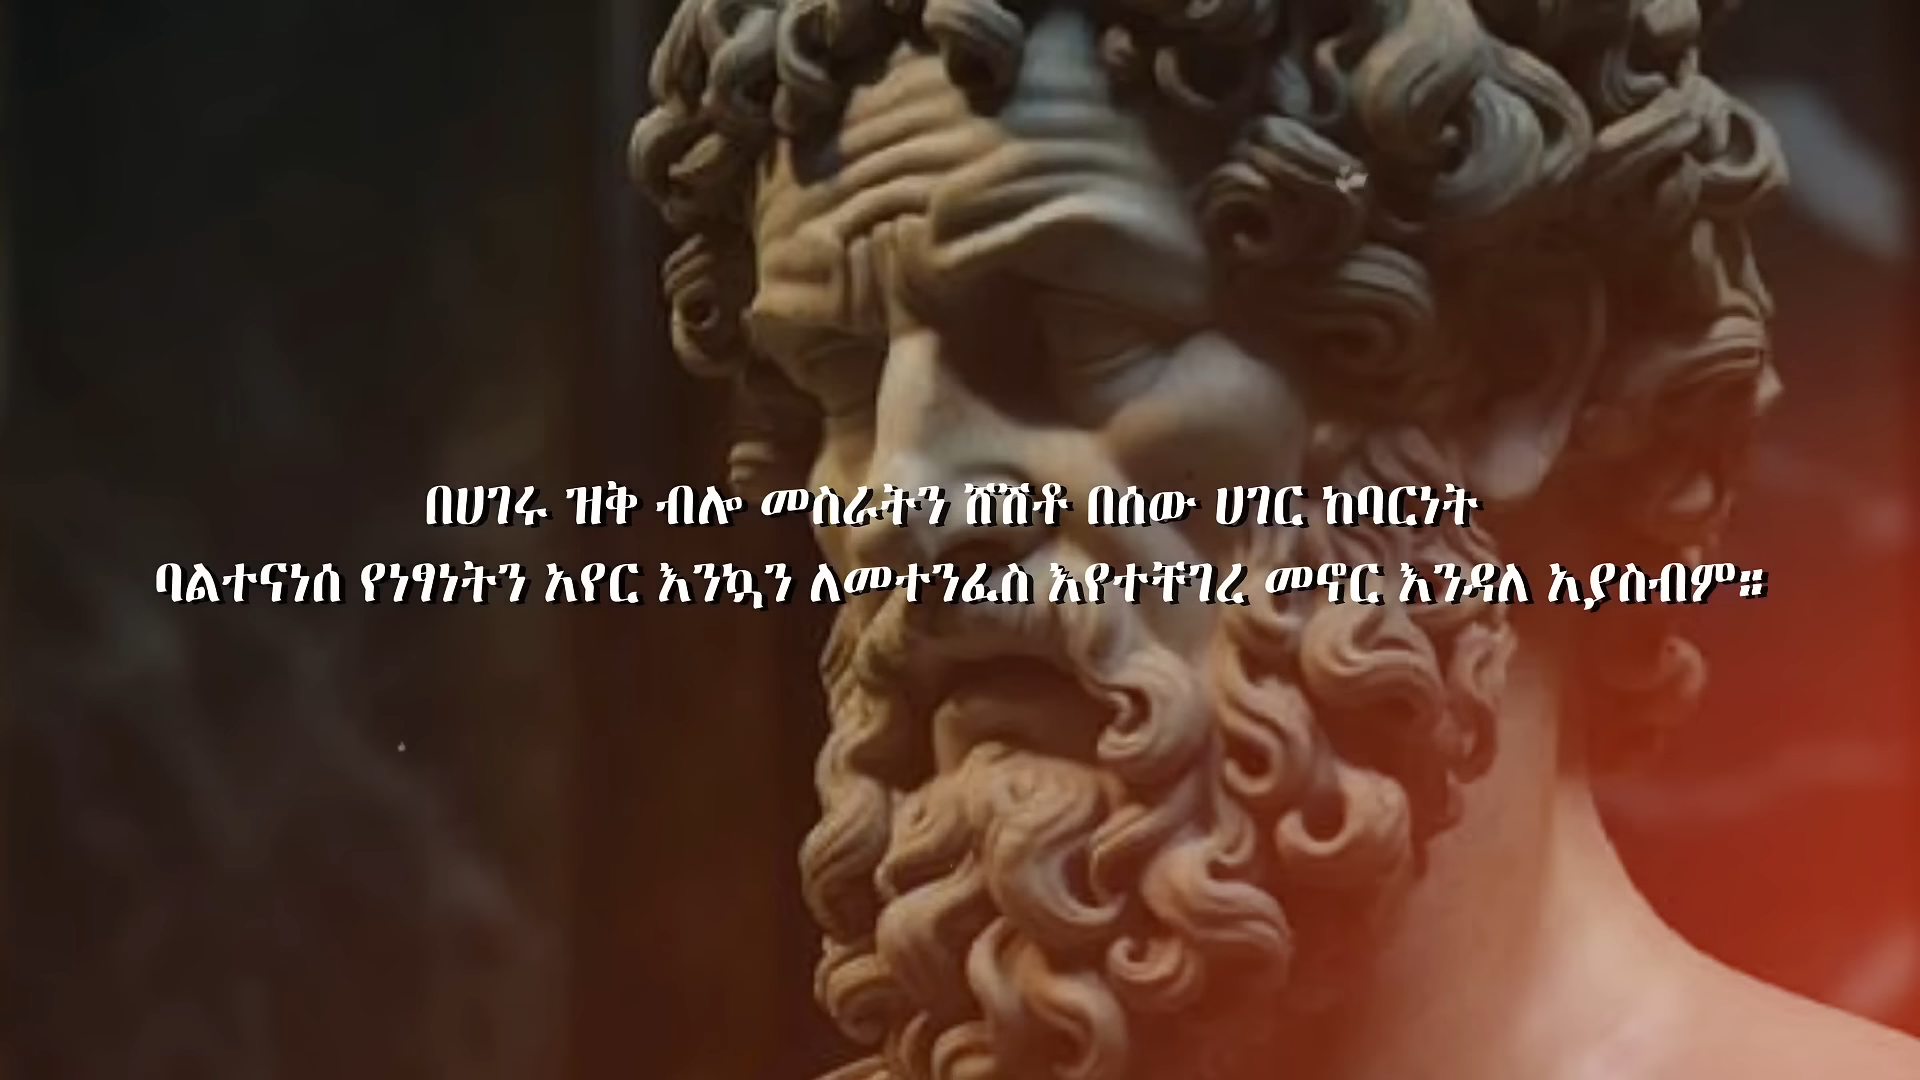 በሀገሩ ዝቅ ብሎ መስራትን ሸሽቶ በሰው ሀገር ከባርነት
ባልተናነሰ የነፃነትን አየር እንኳን ለመተንፈስ እየተቸገረ መኖር እንዳለ አያስብም።